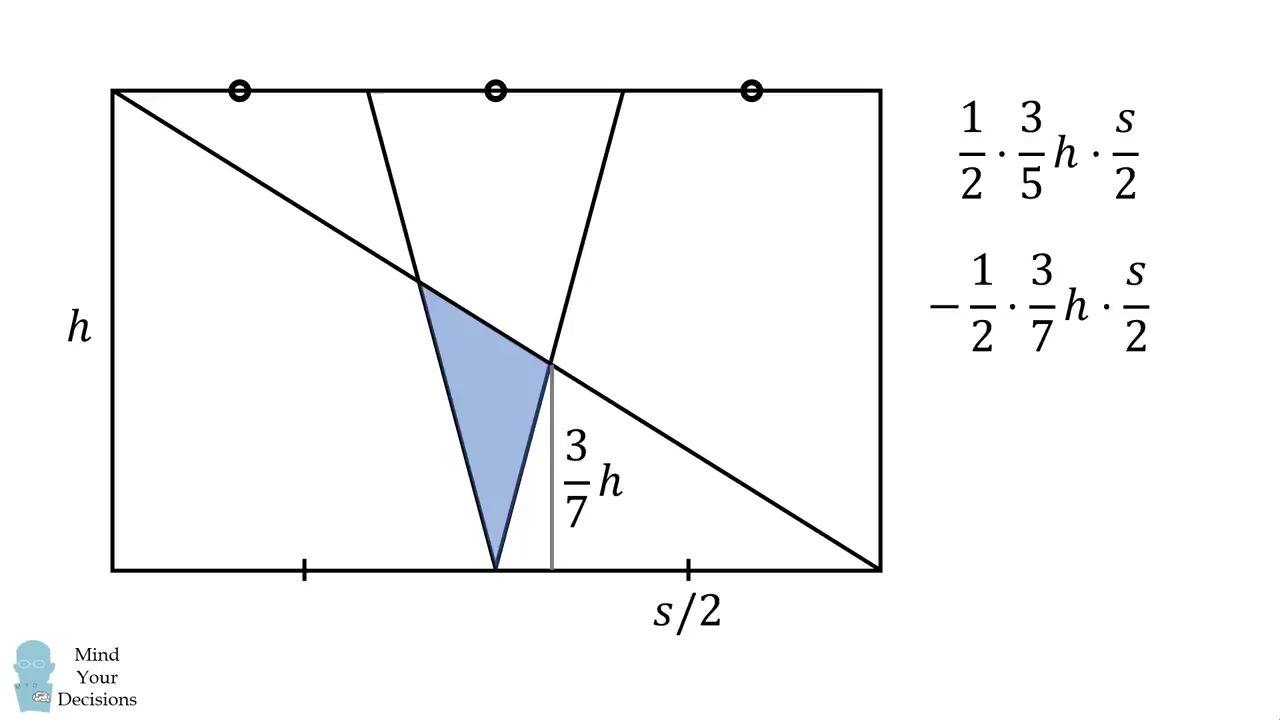 1/2 · 3/5 h · s/2
− 1/2 · 3/7 h · s/2
h
3/7 h
s/2
Mind
Your
Decisions